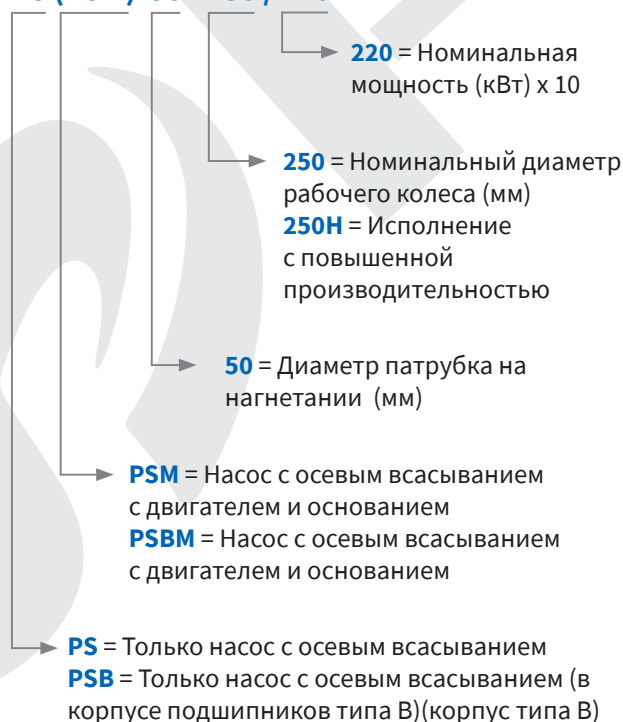 220 = Номинальная
мощность (кВт) x 10
250 = Номинальный диаметр
рабочего колеса (мм)
250H = Исполнение
с повышенной
производительностью
50 = Диаметр патрубка на
нагнетании (мм)
PSM = Насос с осевым всасыванием
с двигателем и основанием
PSBM = Насос с осевым всасыванием
с двигателем и основанием
PS = Только насос с осевым всасыванием
PSB = Только насос с осевым всасыванием (в
корпусе подшипников типа B)(корпус типа B)